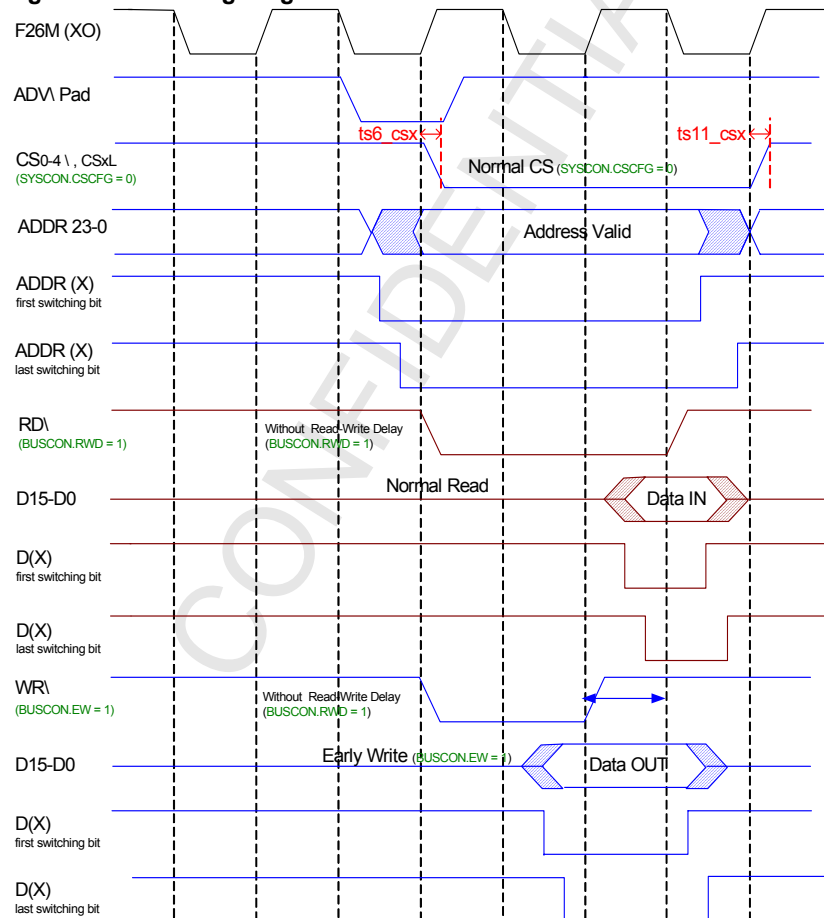 F26M (XO)
ADV\ Pad
ts6_csx
ts11_csx
CS0-4 \ , CSxL
(SYSCON.CSCFG = 0)
Normal CS (SYSCON.CSCFG = 0)
ADDR 23-0
Address Valid
ADDR (X)
first switching bit
ADDR (X)
last switching bit
RD\
(BUSCON.RWD = 1)
Without Read-Write Delay
(BUSCON.RWD = 1)
Normal Read
D15-D0
Data IN
D(X)
first switching bit
D(X)
last switching bit
WR\
(BUSCON.EW = 1)
Without Read-Write Delay
(BUSCON.RWD = 1)
Early Write (BUSCON.EW = 1)
D15-D0
Data OUT
D(X)
first switching bit
D(X)
last switching bit
CONFIDENTIA